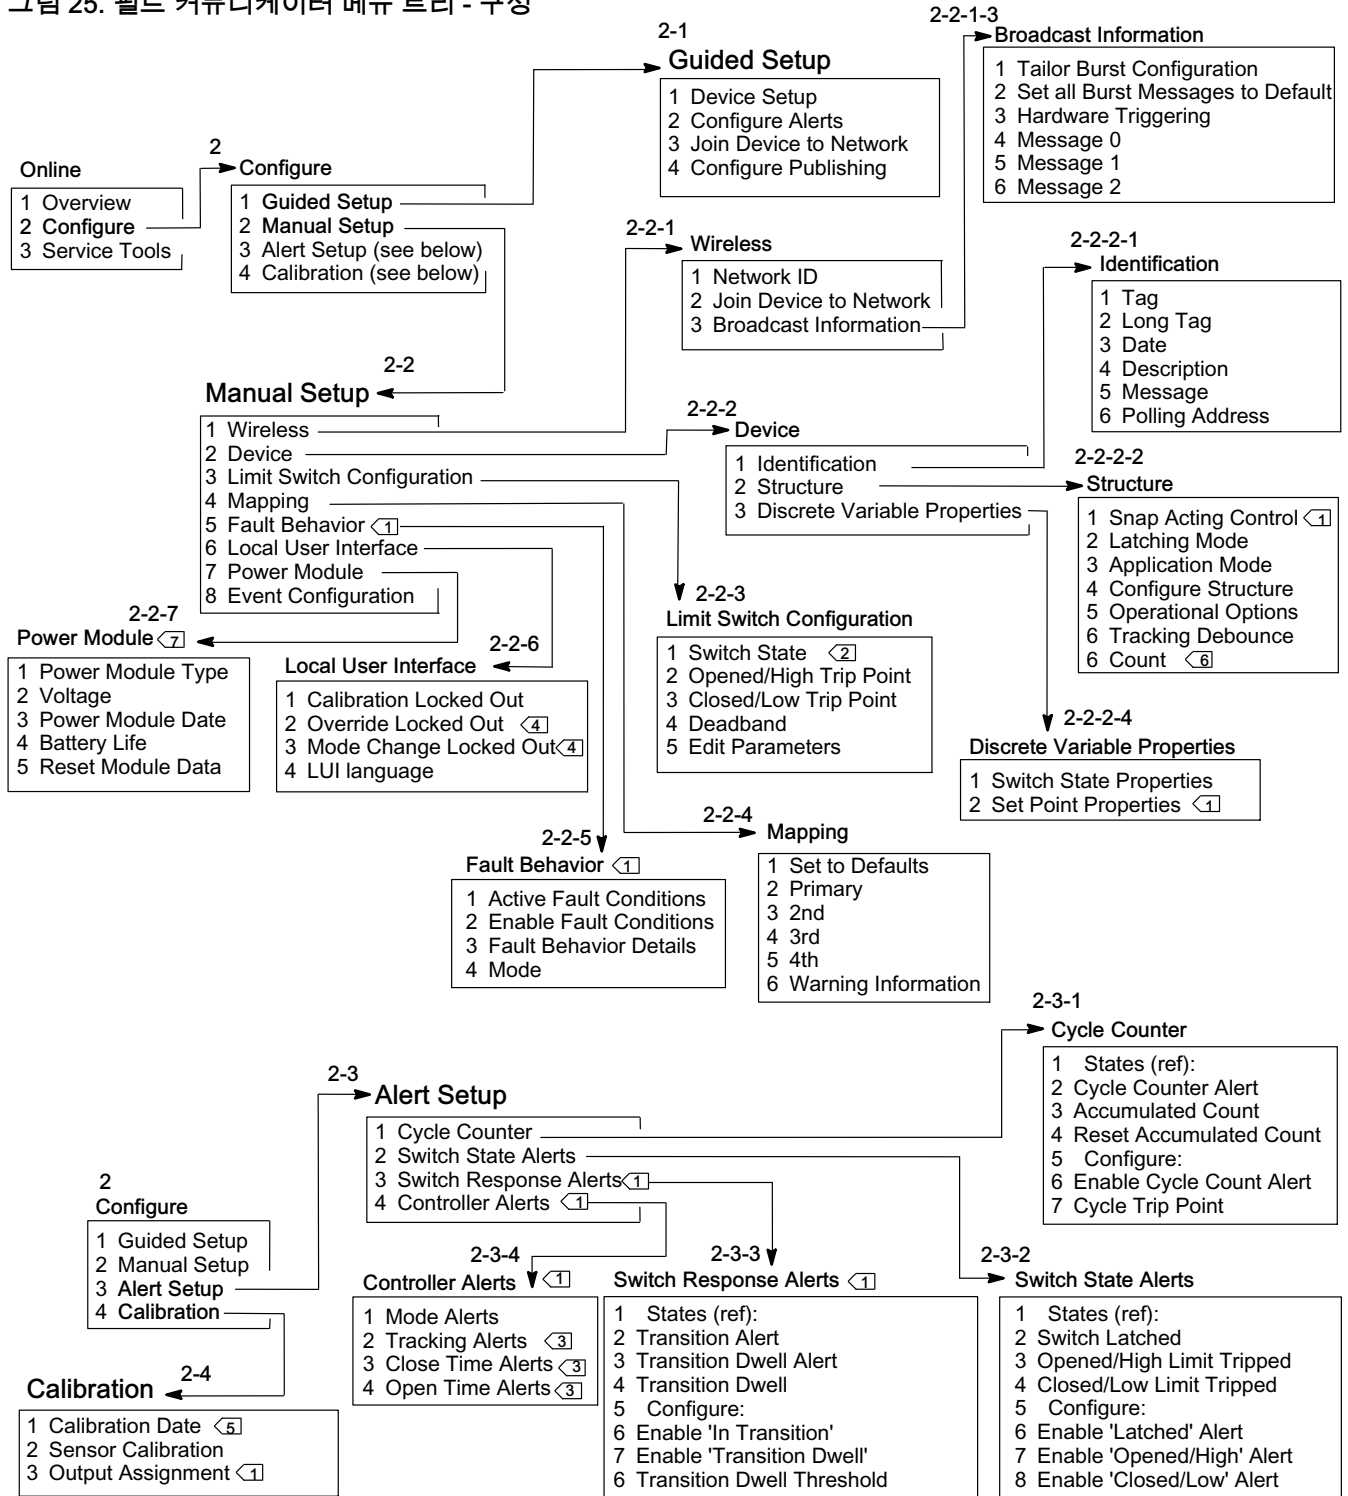 그림 25. 필드 커뮤니케이터 메뉴 트리 - 구성
2-1
Guided Setup
1 Device Setup
2 Configure Alerts
3 Join Device to Network
4 Configure Publishing
2-2-1-3
Broadcast Information
1 Tailor Burst Configuration
2 Set all Burst Messages to Default
3 Hardware Triggering
4 Message 0
5 Message 1
6 Message 2
Online
1 Overview
2 Configure
3 Service Tools
2
Configure
1 Guided Setup
2 Manual Setup
3 Alert Setup (see below)
4 Calibration (see below)
2-2-1
Wireless
1 Network ID
2 Join Device to Network
3 Broadcast Information
2-2-2-1
Identification
1 Tag
2 Long Tag
3 Date
4 Description
5 Message
6 Polling Address
2-2
Manual Setup
1 Wireless
2 Device
3 Limit Switch Configuration
4 Mapping
5 Fault Behavior 1
6 Local User Interface
7 Power Module
8 Event Configuration
2-2-2
Device
1 Identification
2 Structure
3 Discrete Variable Properties
2-2-2-2
Structure
1 Snap Acting Control 1
2 Latching Mode
3 Application Mode
4 Configure Structure
5 Operational Options
6 Tracking Debounce
6 Count 6
2-2-7
Power Module 7
1 Power Module Type
2 Voltage
3 Power Module Date
4 Battery Life
5 Reset Module Data
2-2-6
Local User Interface
1 Calibration Locked Out
2 Override Locked Out 4
3 Mode Change Locked Out 4
4 LUI language
2-2-3
Limit Switch Configuration
1 Switch State 2
2 Opened/High Trip Point
3 Closed/Low Trip Point
4 Deadband
5 Edit Parameters
2-2-2-4
Discrete Variable Properties
1 Switch State Properties
2 Set Point Properties 1
2-2-5
Fault Behavior 1
1 Active Fault Conditions
2 Enable Fault Conditions
3 Fault Behavior Details
4 Mode
2-2-4
Mapping
1 Set to Defaults
2 Primary
3 2nd
4 3rd
5 4th
6 Warning Information
2-3-1
Cycle Counter
1 States (ref):
2 Cycle Counter Alert
3 Accumulated Count
4 Reset Accumulated Count
5 Configure:
6 Enable Cycle Count Alert
7 Cycle Trip Point
2-3
Alert Setup
1 Cycle Counter
2 Switch State Alerts
3 Switch Response Alerts 1
4 Controller Alerts 1
2
Configure
1 Guided Setup
2 Manual Setup
3 Alert Setup
4 Calibration
2-3-4
Controller Alerts 1
1 Mode Alerts
2 Tracking Alerts 3
3 Close Time Alerts 3
4 Open Time Alerts 3
2-3-3
Switch Response Alerts 1
1 States (ref):
2 Transition Alert
3 Transition Dwell Alert
4 Transition Dwell
5 Configure:
6 Enable 'In Transition'
7 Enable 'Transition Dwell'
6 Transition Dwell Threshold
2-3-2
Switch State Alerts
1 States (ref):
2 Switch Latched
3 Opened/High Limit Tripped
4 Closed/Low Limit Tripped
5 Configure:
6 Enable 'Latched' Alert
7 Enable 'Opened/High' Alert
8 Enable 'Closed/Low' Alert
2-4
Calibration
1 Calibration Date 5
2 Sensor Calibration
3 Output Assignment 1